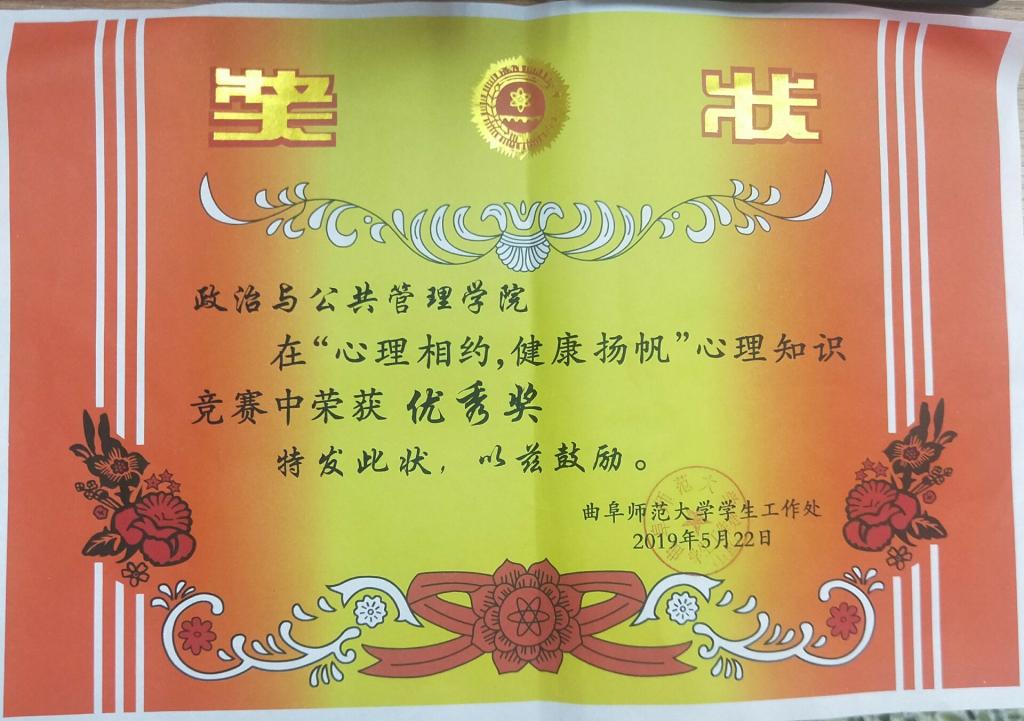 奖状
政治与公共管理学院
在“心理相约,健康扬帆”心理知识
竞赛中荣获 优秀奖
特发此状，以兹鼓励。
曲阜师范大学学生工作处
2019年5月22日